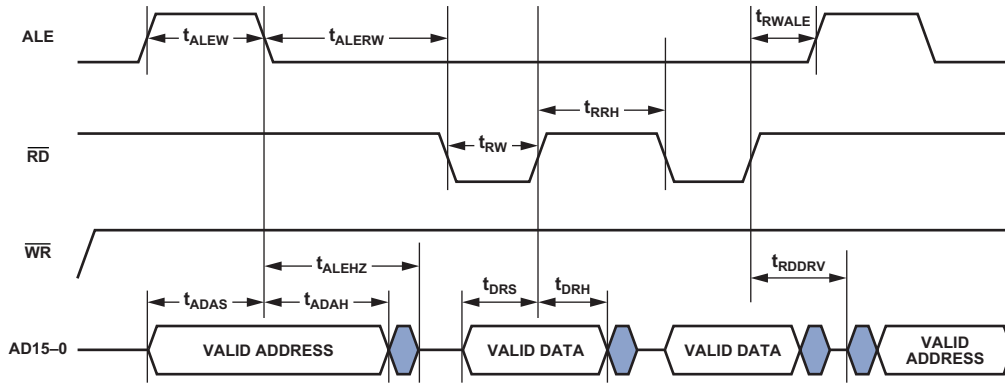 ALE
tALEW
tALERW
tRWALE
RD
tRW
tRRH
WR
tALEHZ
tRDDRV
tADAS
tADAH
tDRS
tDRH
AD15–0
VALID ADDRESS
VALID DATA
VALID DATA
VALID
ADDRESS